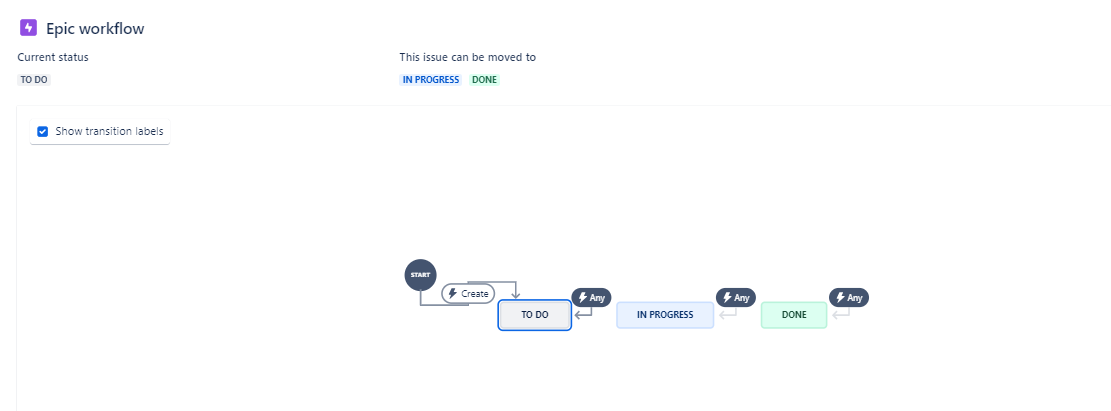 Epic workflow
Current status
This issue can be moved to
TO DO
IN PROGRESS DONE
Show transition labels
START
Create
Any
Any
Any
TO DO
IN PROGRESS
DONE